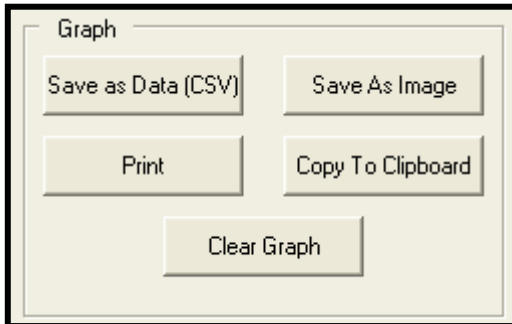 Graph
Save as Data (CSV)
Save As Image
Print
Copy To Clipboard
Clear Graph